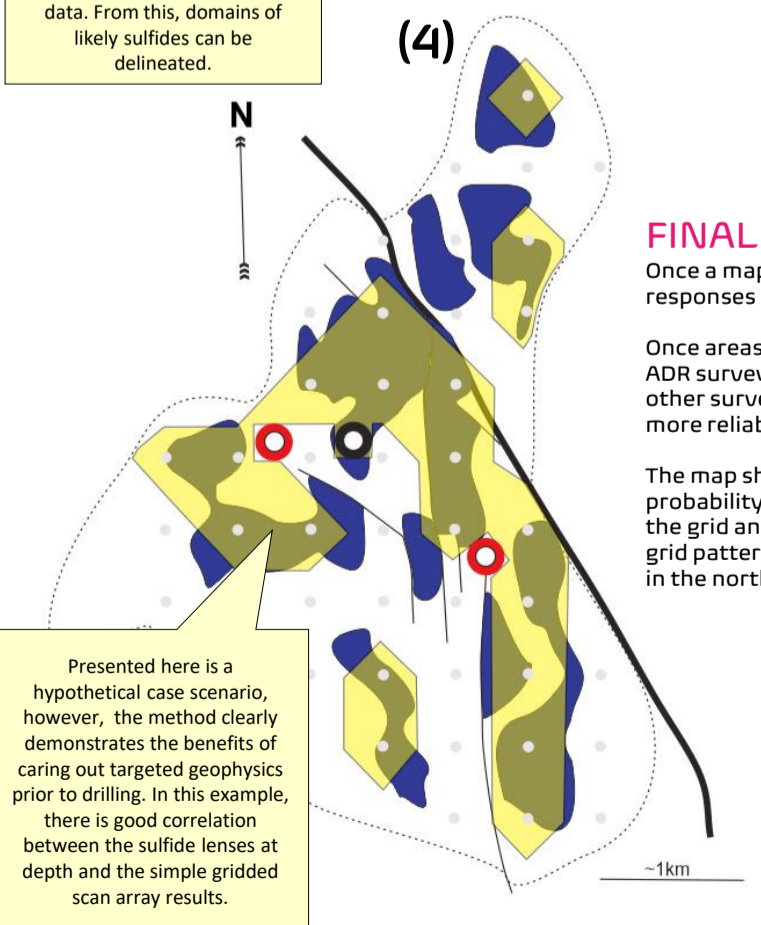 data. From this, domains of
likely sulfides can be
delineated.
(4)
N
FINAL
Once a map
responses
Once areas
ADR survey
other surve
more reliab
The map sh
probability
the grid an
grid patter
in the north
~1km
Presented here is a
hypothetical case scenario,
however, the method clearly
demonstrates the benefits of
caring out targeted geophysics
prior to drilling. In this example,
there is good correlation
between the sulfide lenses at
depth and the simple gridded
scan array results.